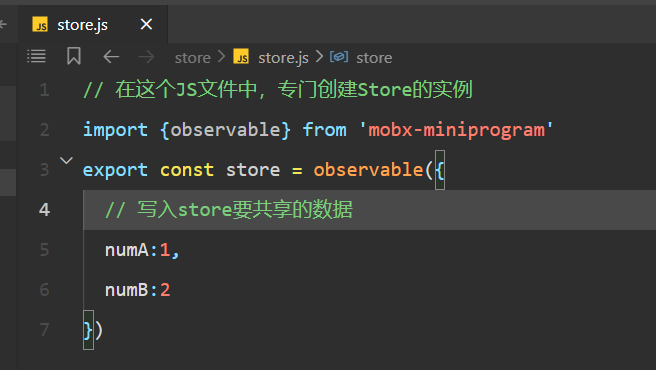 JS store.js ×
store > JS store.js > store
1 // 在这个JS文件中，专门创建Store的实例
2 import {observable} from 'mobx-miniprogram'
3 export const store = observable({
4 // 写入store要共享的数据
5 numA:1,
6 numB:2
7 })